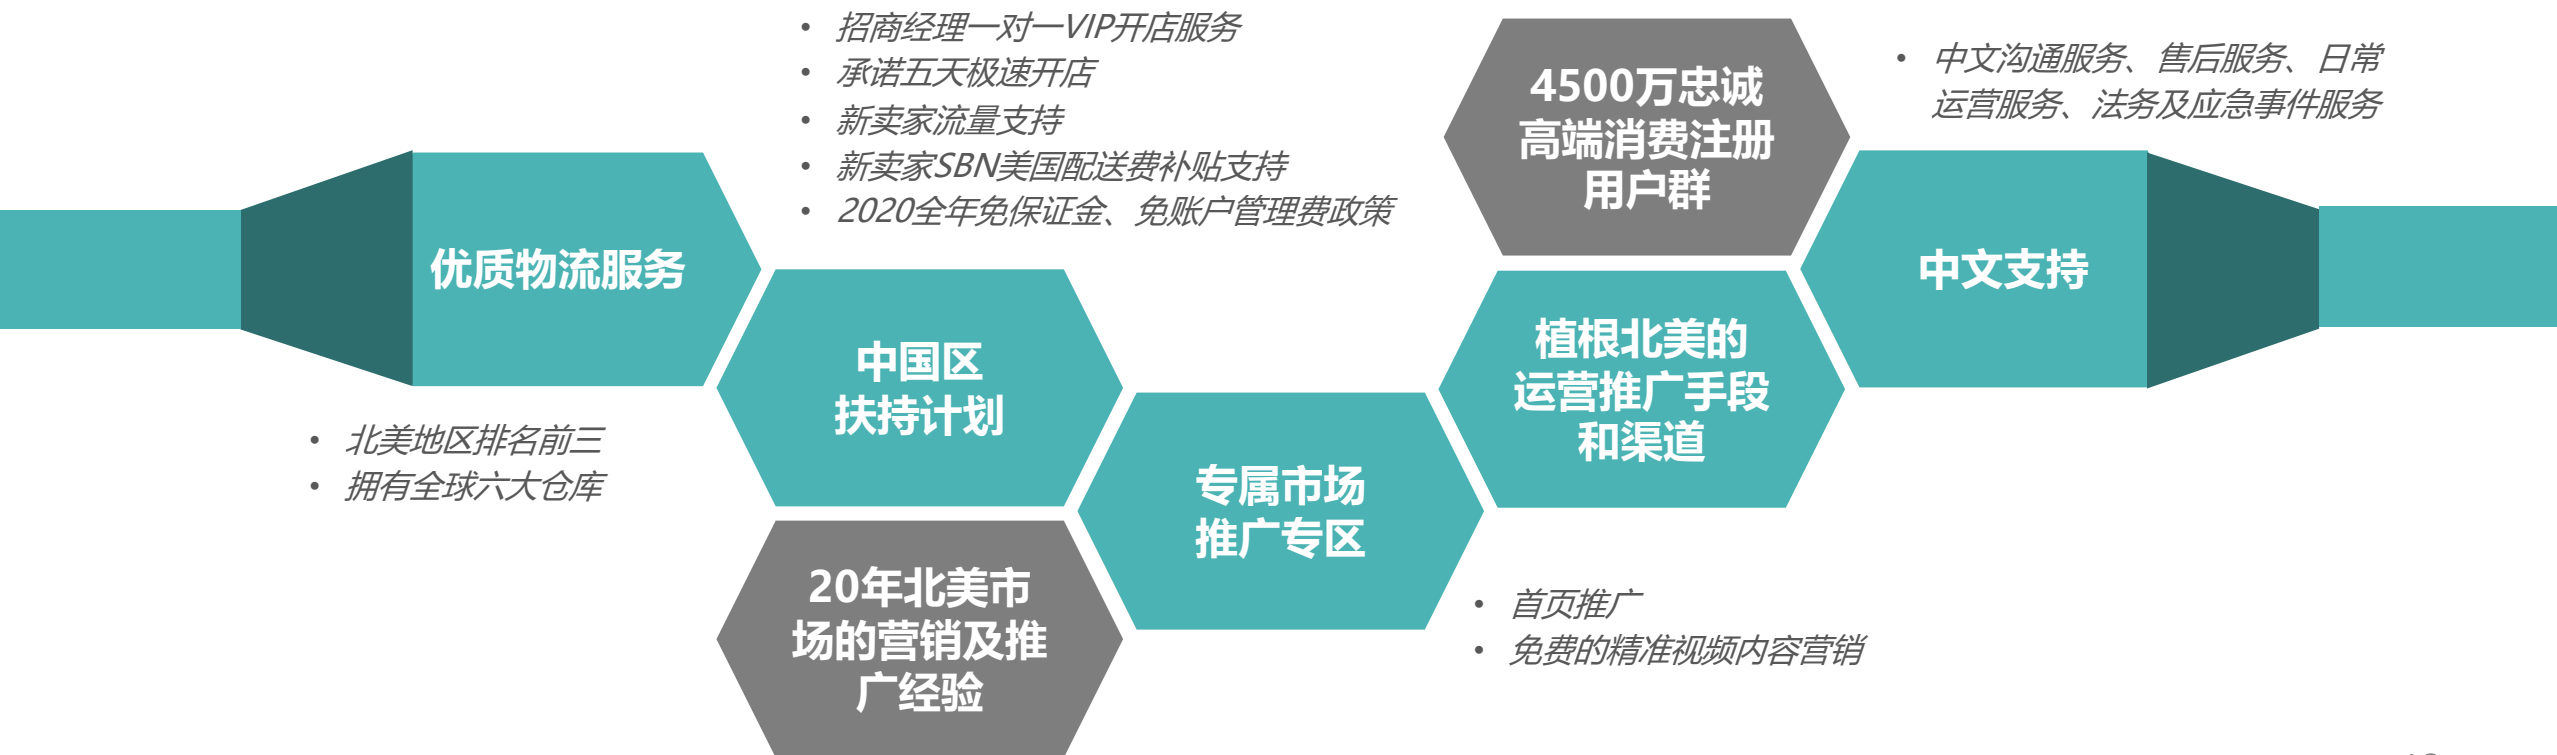 • 招商经理一对一VIP开店服务
• 承诺五天极速开店
• 新卖家流量支持
• 新卖家SBN美国配送费补贴支持
• 2020全年免保证金、免账户管理费政策
4500万忠诚
高端消费注册
用户群
• 中文沟通服务、售后服务、日常
运营服务、法务及应急事件服务
优质物流服务
中文支持
中国区
扶持计划
植根北美的
运营推广手段
和渠道
• 北美地区排名前三
• 拥有全球六大仓库
专属市场
推广专区
20年北美市
场的营销及推
广经验
• 首页推广
• 免费的精准视频内容营销